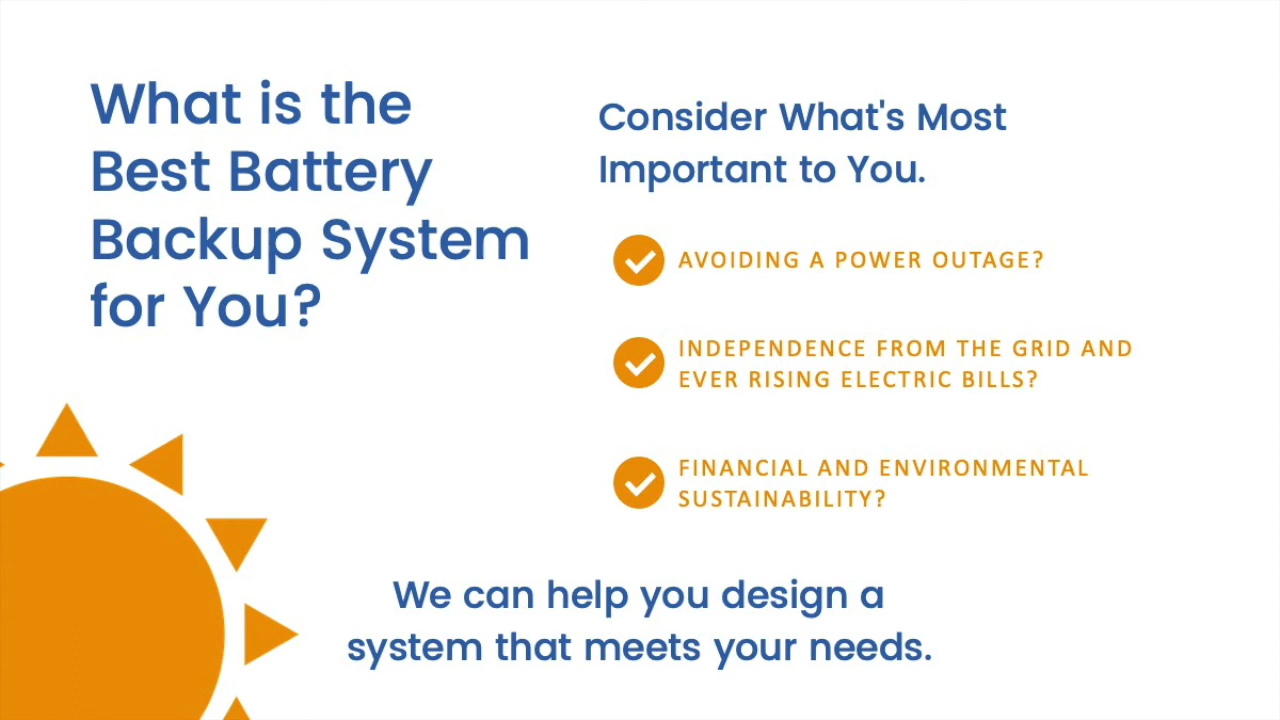 What is the
Best Battery
Backup System
for You?
Consider What's Most
Important to You.
AVOIDING A POWER OUTAGE?
INDEPENDENCE FROM THE GRID AND
EVER RISING ELECTRIC BILLS?
FINANCIAL AND ENVIRONMENTAL
SUSTAINABILITY?
We can help you design a
system that meets your needs.